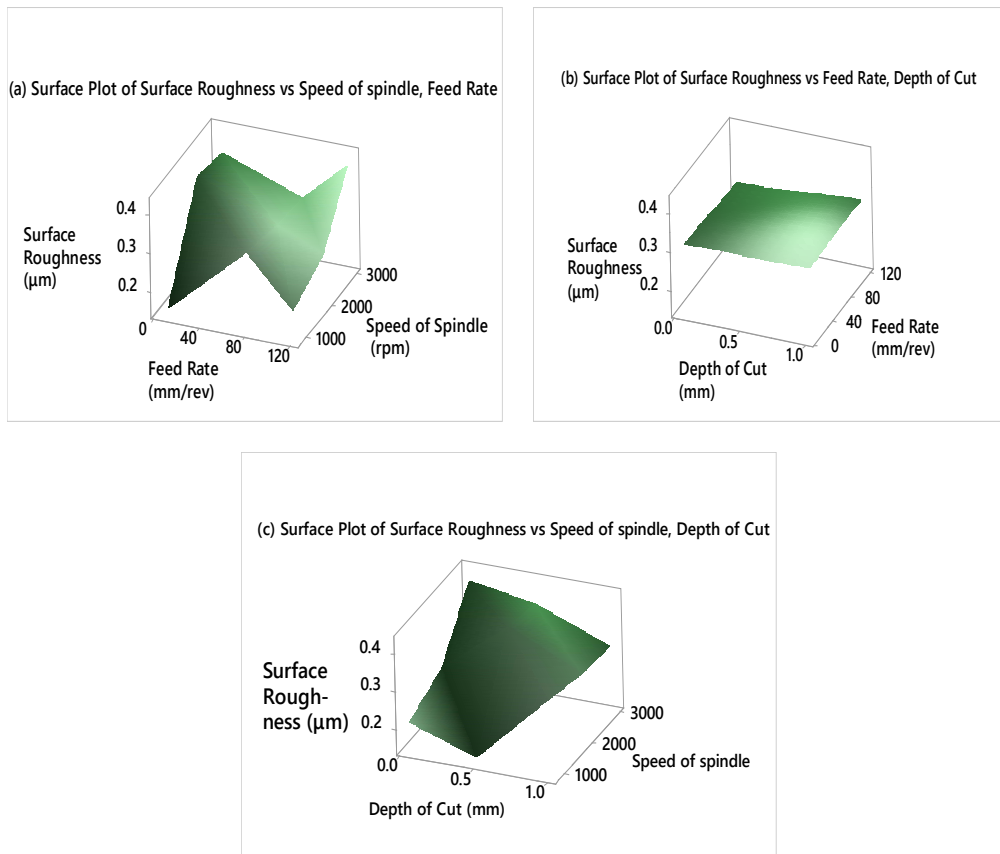 (a) Surface Plot of Surface Roughness vs Speed of spindle, Feed Rate
0.4
0.3
0.2
Surface
Roughness
(μm)
0
40
80
120
Feed Rate
(mm/rev)
1000
2000
3000
Speed of Spindle
(rpm)
(b) Surface Plot of Surface Roughness vs Feed Rate, Depth of Cut
0.4
0.3
0.2
Surface
Roughness
(μm)
0.0
0.5
1.0
Depth of Cut
(mm)
0
40
80
120
Feed Rate
(mm/rev)
(c) Surface Plot of Surface Roughness vs Speed of spindle, Depth of Cut
0.4
0.3
0.2
Surface
Rough-
ness (μm)
0.0
0.5
1.0
Depth of Cut (mm)
1000
2000
3000
Speed of spindle